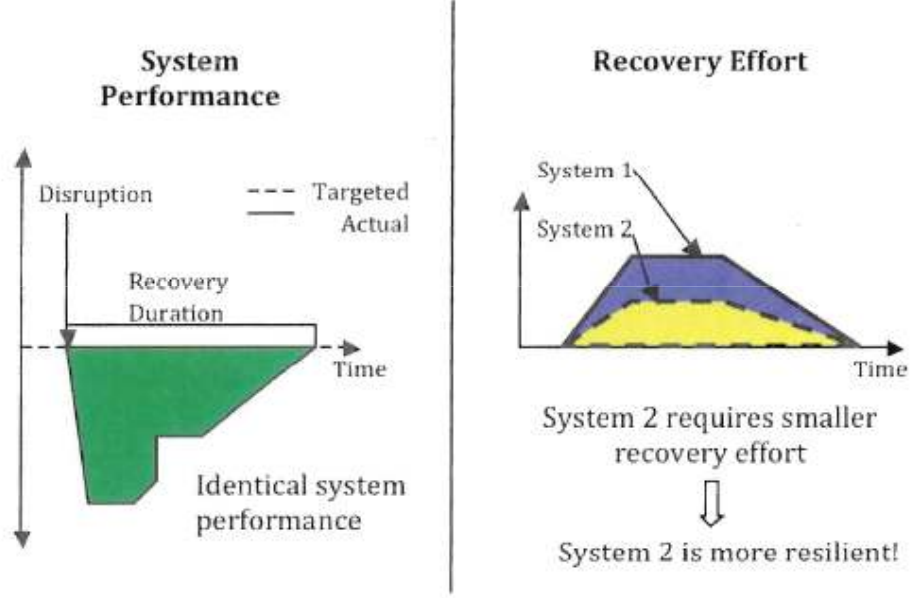 System
Performance
Disruption
Targeted
Actual
Recovery
Duration
Time
Identical system
performance
Recovery Effort
System 1
System 2
Time
System 2 requires smaller
recovery effort
System 2 is more resilient!